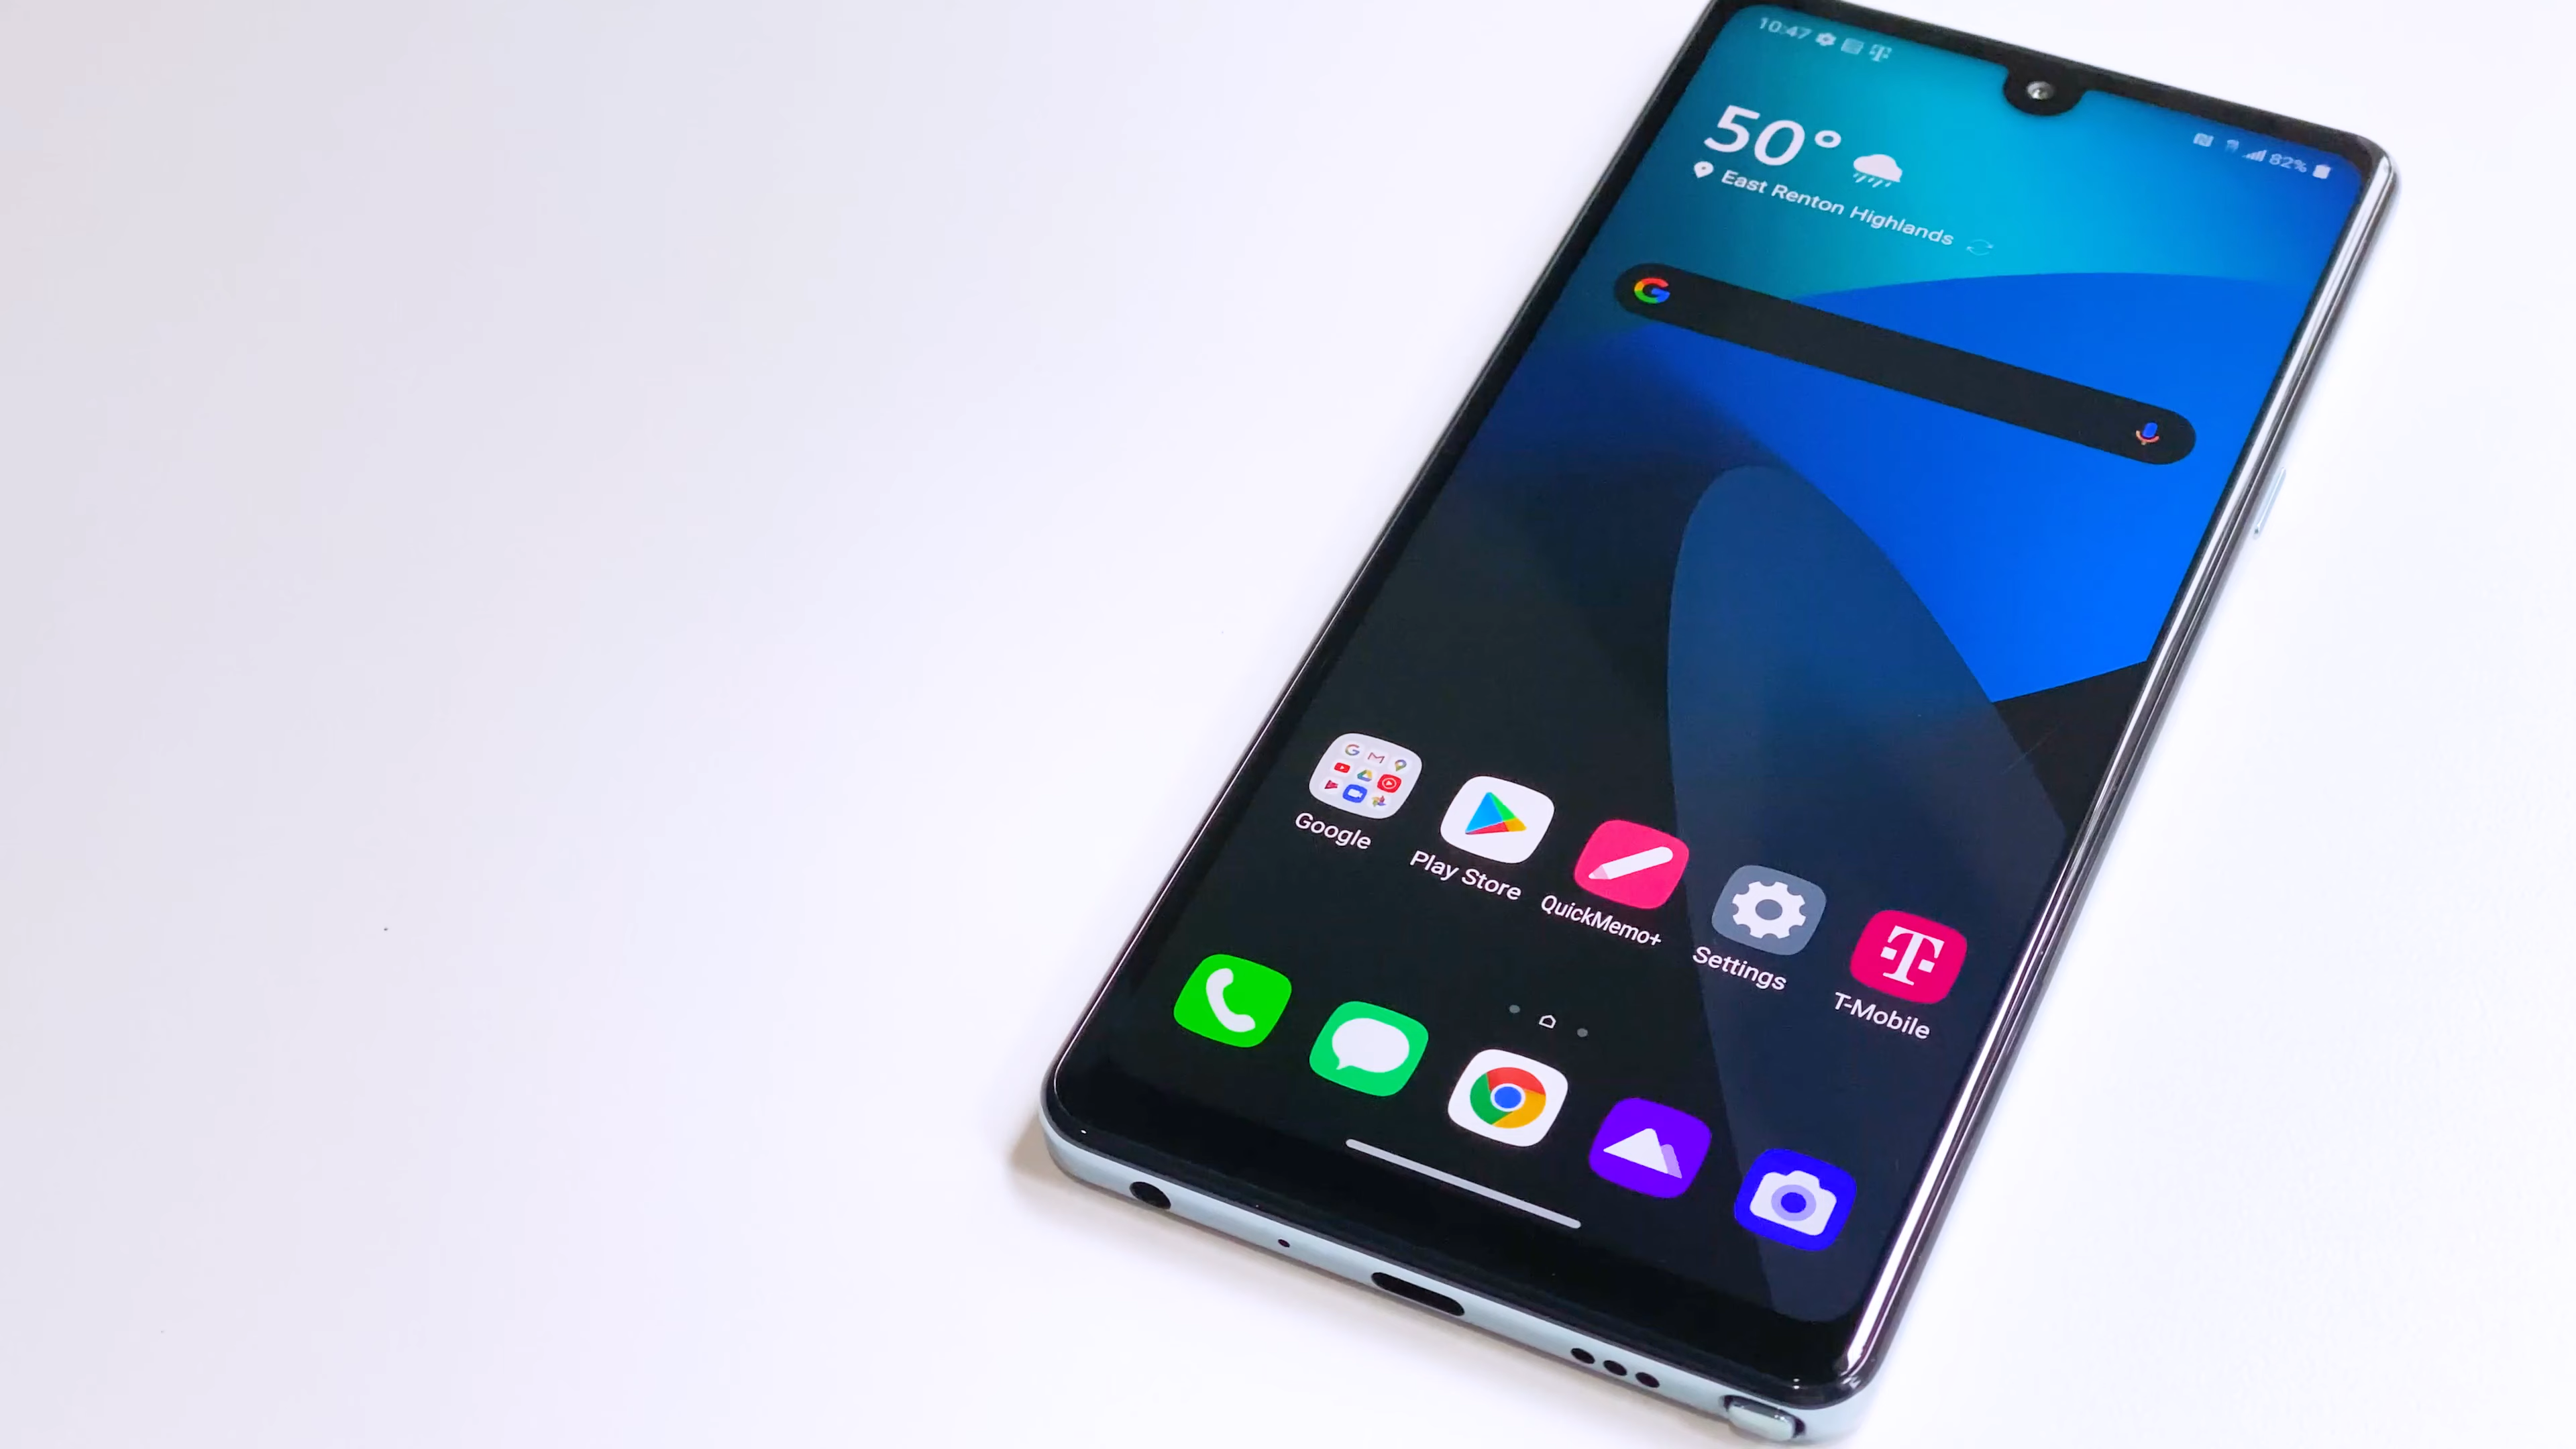 10:47
82%
50°
East Renton Highlands
Google
Play Store
QuickMemo+
Settings
T-Mobile